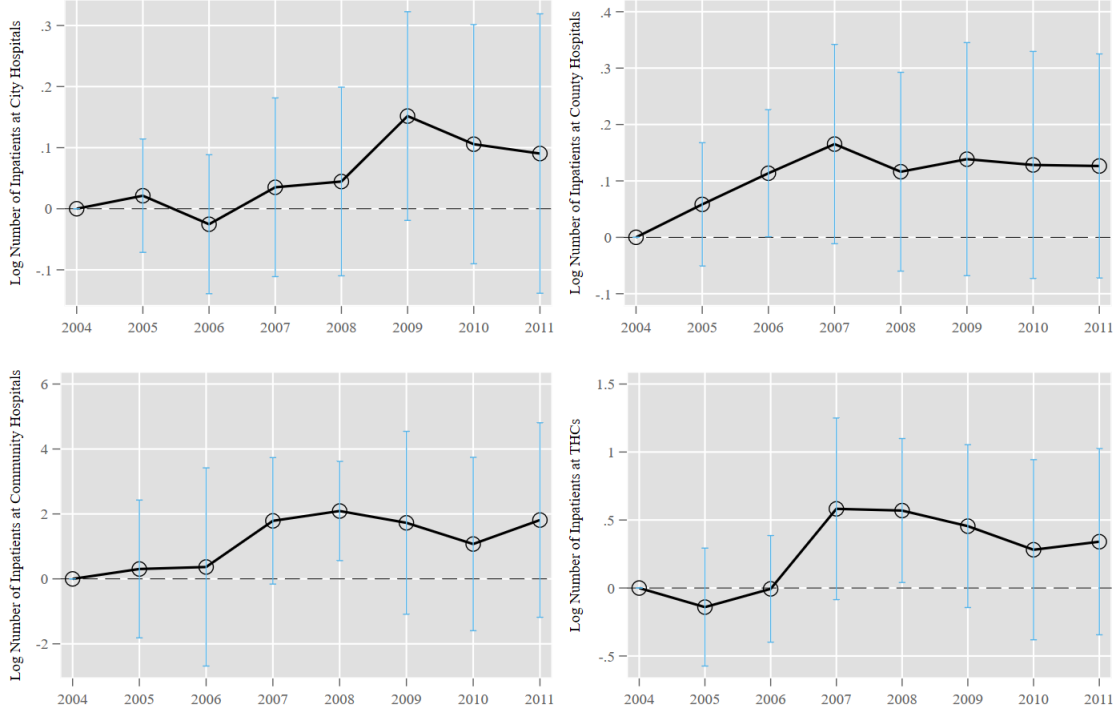 Log Number of Inpatients at City Hospitals
.3
.2
.1
0
-.1
2004 2005 2006 2007 2008 2009 2010 2011
Log Number of Inpatients at County Hospitals
.4
.3
.2
.1
0
-.1
2004 2005 2006 2007 2008 2009 2010 2011
Log Number of Inpatients at Community Hospitals
6
4
2
0
-2
2004 2005 2006 2007 2008 2009 2010 2011
Log Number of Inpatients at THCs
1.5
1
.5
0
-.5
2004 2005 2006 2007 2008 2009 2010 2011